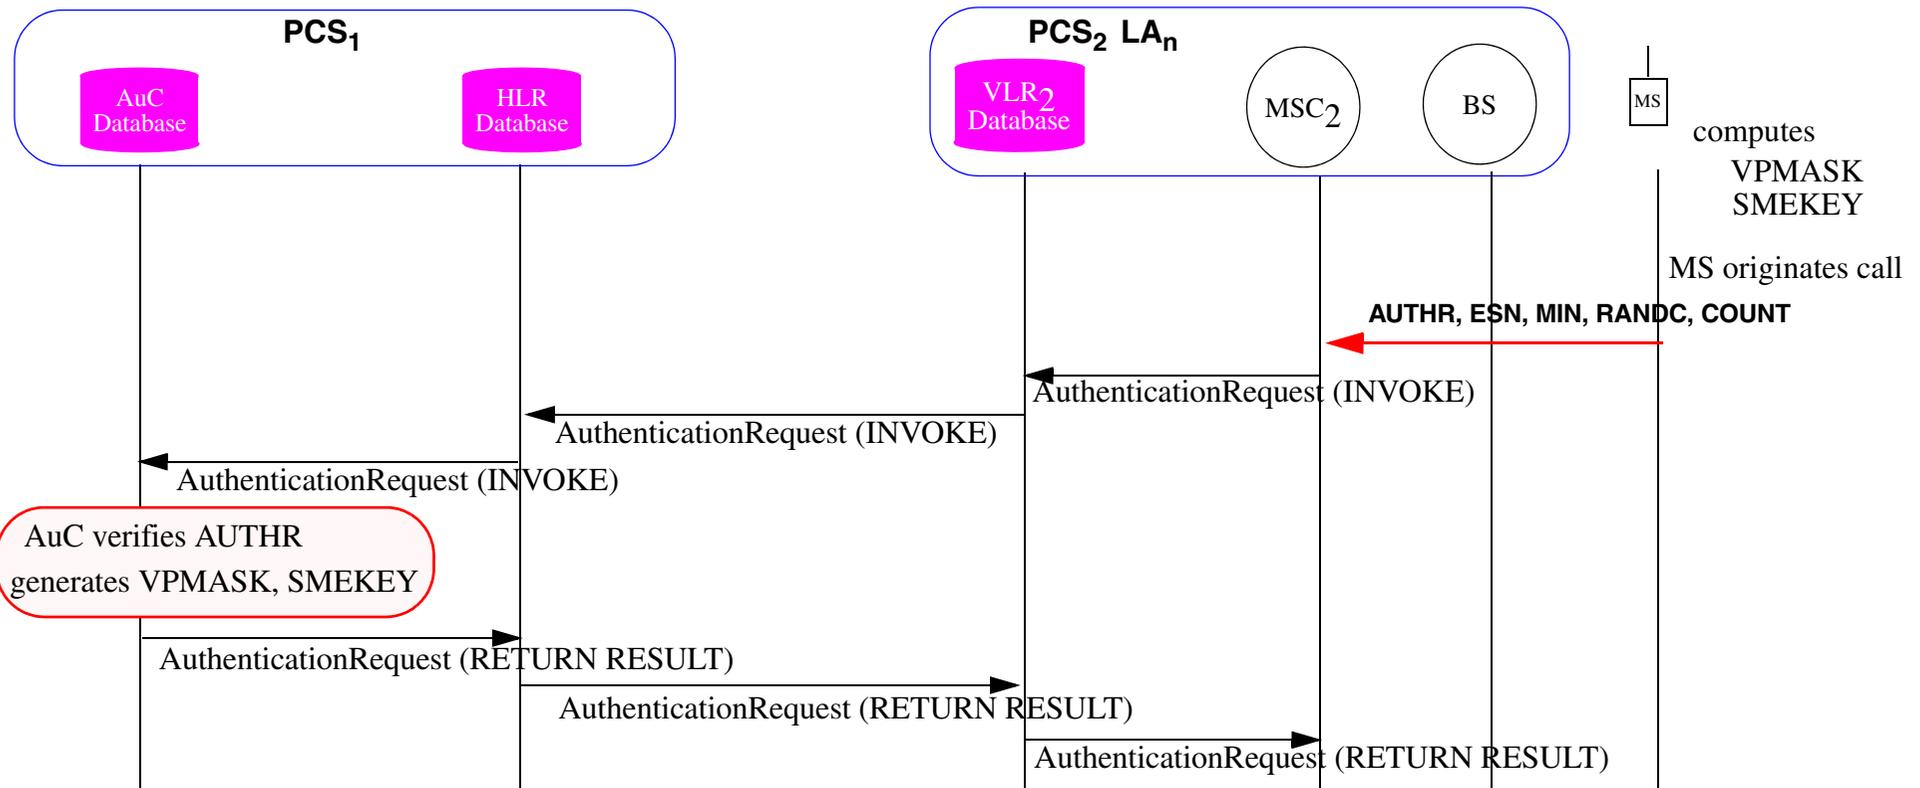 PCS1
PCS2 LAn
AuC
Database
HLR
Database
VLR2
Database
MSC2
BS
MS
computes
VPMASK
SMEKEY
MS originates call
AUTHR, ESN, MIN, RANDC, COUNT
AuthenticationRequest (INVOKE)
AuthenticationRequest (INVOKE)
AuthenticationRequest (INVOKE)
AuC verifies AUTHR
generates VPMASK, SMEKEY
AuthenticationRequest (RETURN RESULT)
AuthenticationRequest (RETURN RESULT)
AuthenticationRequest (RETURN RESULT)